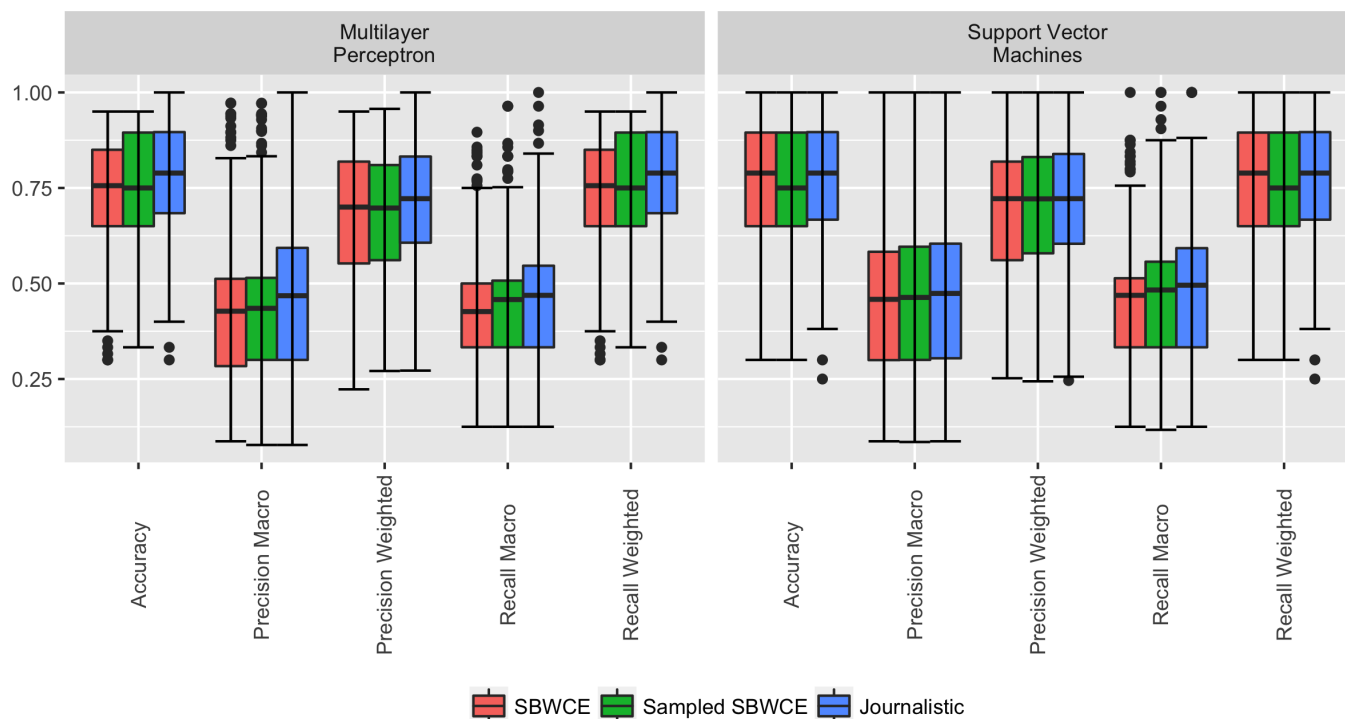 Multilayer
Perceptron
Support Vector
Machines
1.00
0.75
0.50
0.25
Accuracy
Precision Macro
Precision Weighted
Recall Macro
Recall Weighted
Accuracy
Precision Macro
Precision Weighted
Recall Macro
Recall Weighted
SBWCE Sampled SBWCE Journalistic